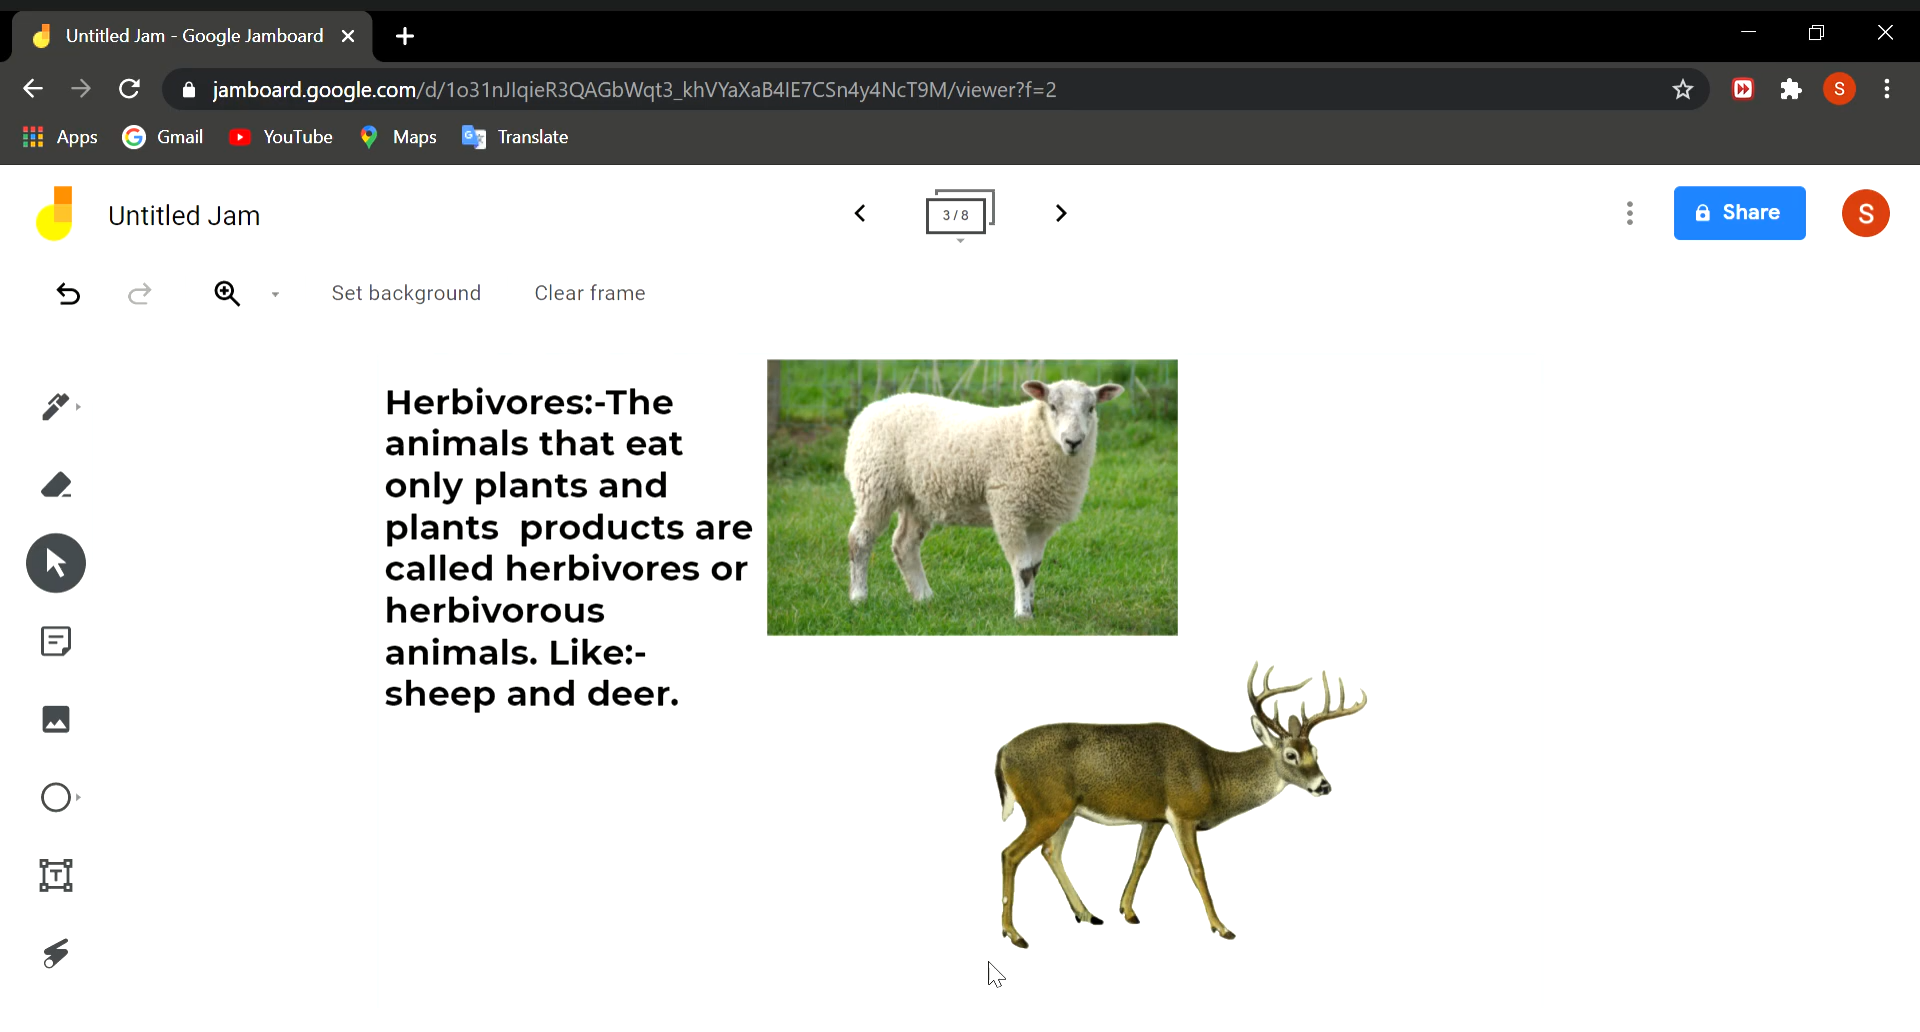 Untitled Jam - Google Jamboard
jamboard.google.com/d/1o31nJIqieR3QAGbWqt3_khVYaXaB4IE7CSn4y4NcT9M/viewer?f=2
S
Apps Gmail YouTube Maps Translate
Untitled Jam
3 / 8
Share
S
Set background Clear frame
Herbivores:-The
animals that eat
only plants and
plants products are
called herbivores or
herbivorous
animals. Like:-
sheep and deer.